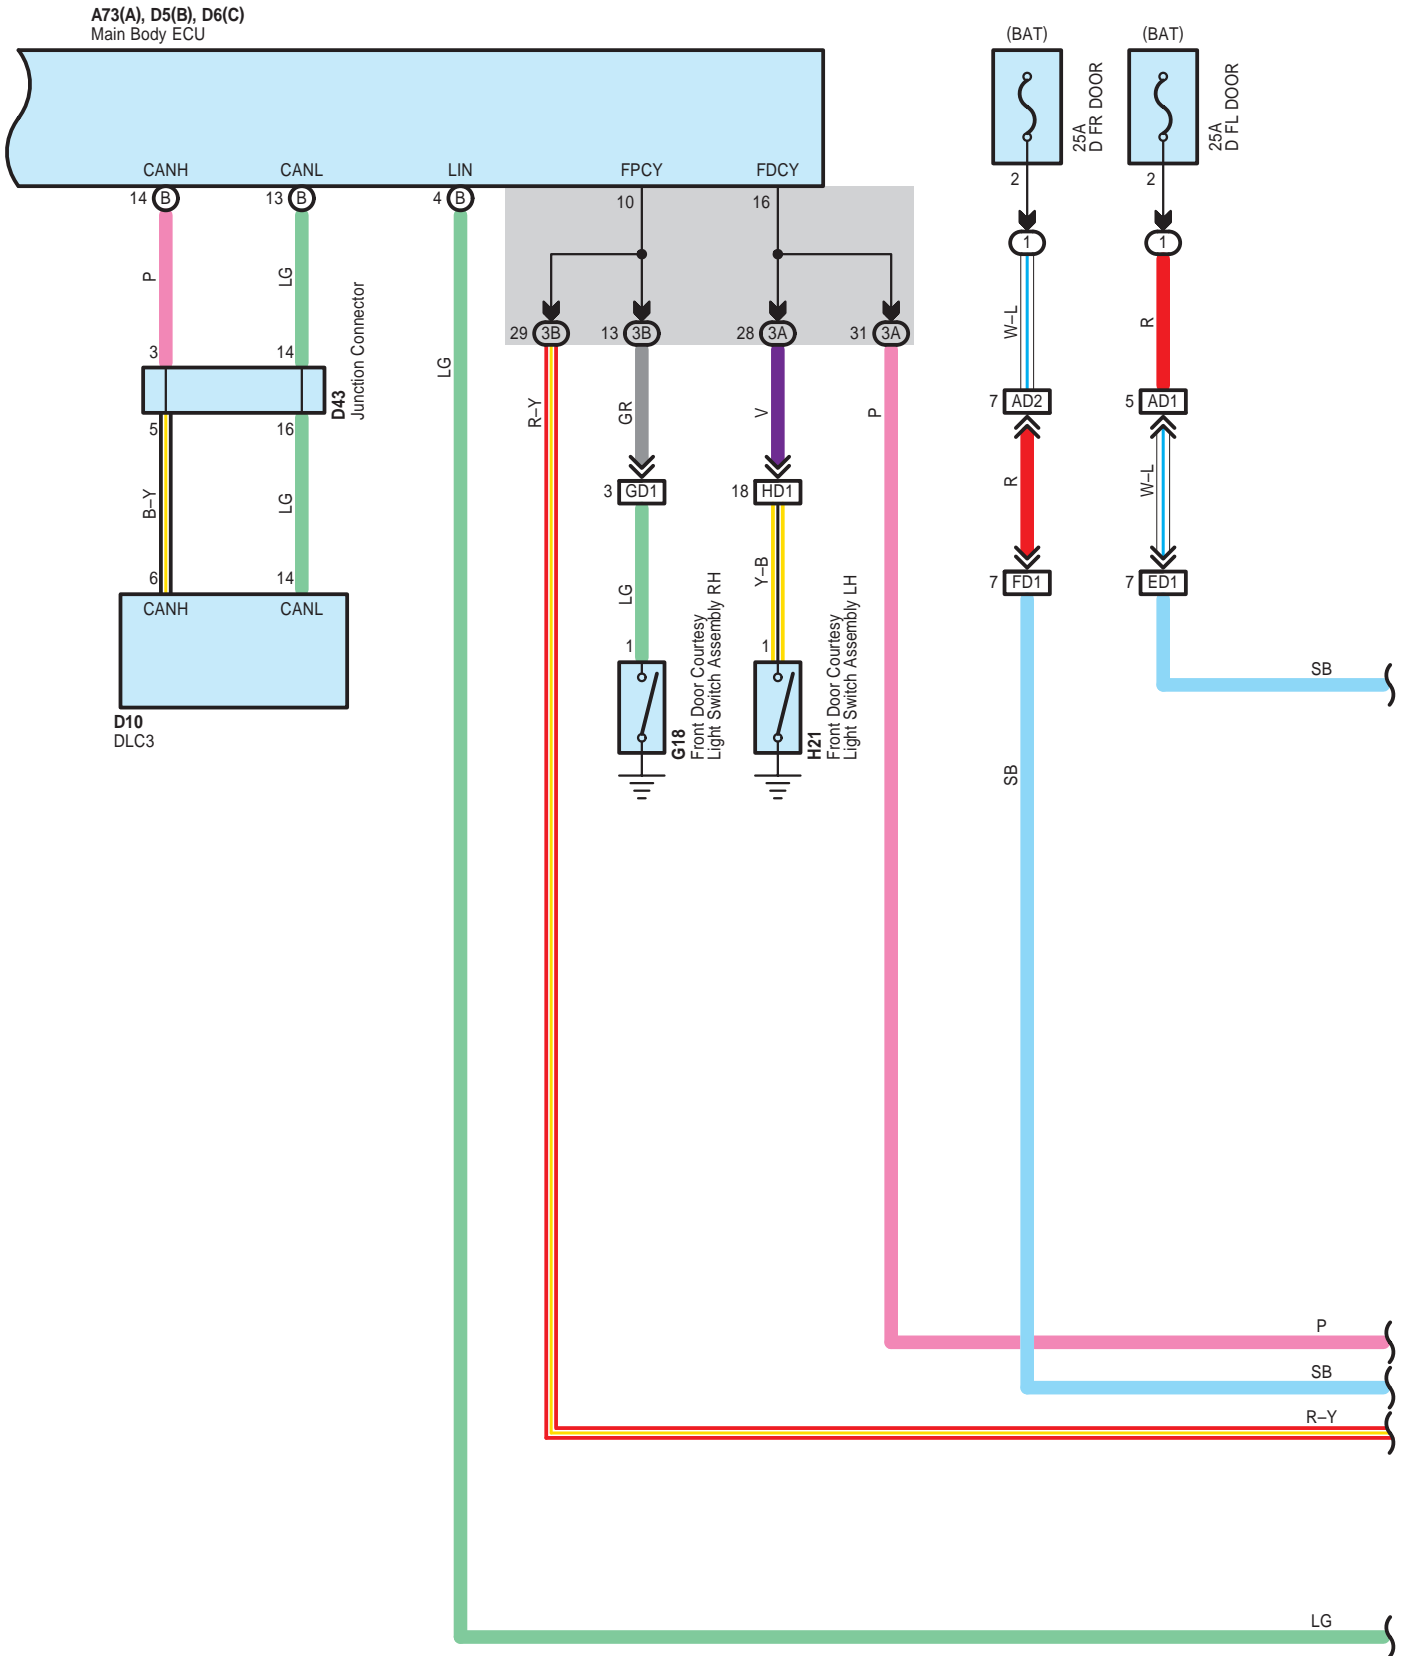 A73(A), D5(B), D6(C)
Main Body ECU
(BAT)
(BAT)
25A
D FR DOOR
25A
D FL DOOR
CANH
CANL
LIN
FPCY
FDCY
14 B
13 B
4 B
10
16
2
2
1
1
P
LG
LG
29 3B
13 3B
28 3A
31 3A
W–L
R
3
14
D43
Junction Connector
R–Y
GR
V
P
7 AD2
5 AD1
5
16
B–Y
LG
3 GD1
18 HD1
R
W–L
6
14
CANH
CANL
LG
Y–B
7 FD1
7 ED1
1
1
G18
Front Door Courtesy
Light Switch Assembly RH
H21
Front Door Courtesy
Light Switch Assembly LH
D10
DLC3
SB
SB
P
SB
R–Y
LG